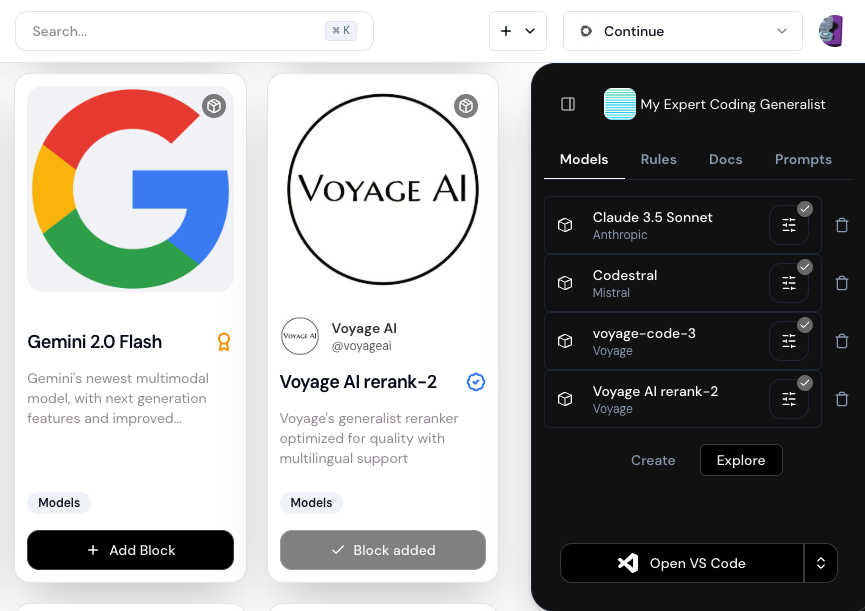 Search...
⌘ K
Continue
Gemini 2.0 Flash
Gemini's newest multimodal
model, with next generation
features and improved...
Models
Add Block
VOYAGE AI
VOYAGE AI
Voyage AI
@voyageai
Voyage AI rerank-2
Voyage's generalist reranker
optimized for quality with
multilingual support
Models
Block added
My Expert Coding Generalist
Models Rules Docs Prompts
Claude 3.5 Sonnet
Anthropic
Codestral
Mistral
voyage-code-3
Voyage
Voyage AI rerank-2
Voyage
Create Explore
Open VS Code